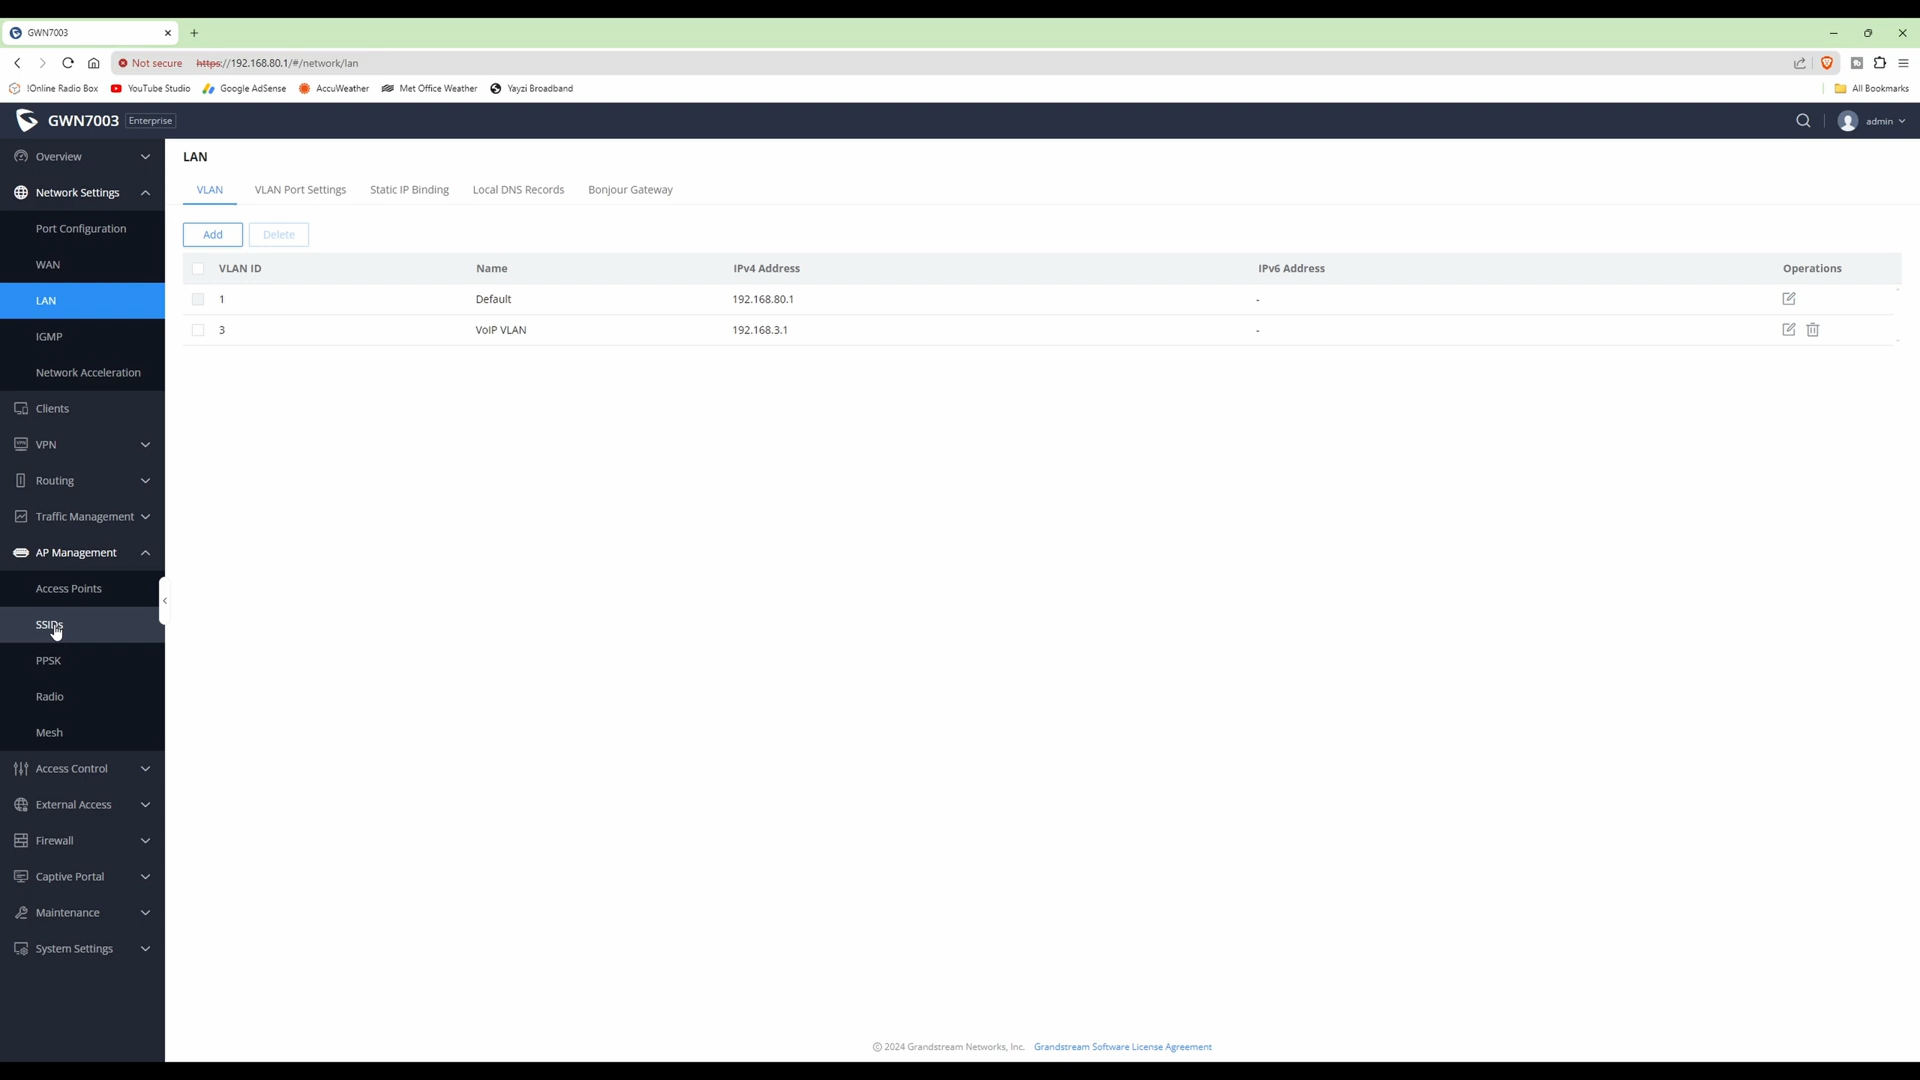 GWN7003
Not secure https://192.168.80.1/#/network/lan
!Online Radio Box YouTube Studio Google AdSense AccuWeather Met Office Weather Yayzi Broadband All Bookmarks
GWN7003 Enterprise admin
Overview
Network Settings
Port Configuration
WAN
LAN
IGMP
Network Acceleration
Clients
VPN
Routing
Traffic Management
AP Management
Access Points
SSIDs
PPSK
Radio
Mesh
Access Control
External Access
Firewall
Captive Portal
Maintenance
System Settings
LAN
VLAN VLAN Port Settings Static IP Binding Local DNS Records Bonjour Gateway
Add Delete
VLAN ID Name IPv4 Address IPv6 Address Operations
1 Default 192.168.80.1 -
3 VoIP VLAN 192.168.3.1 -
© 2024 Grandstream Networks, Inc. Grandstream Software License Agreement